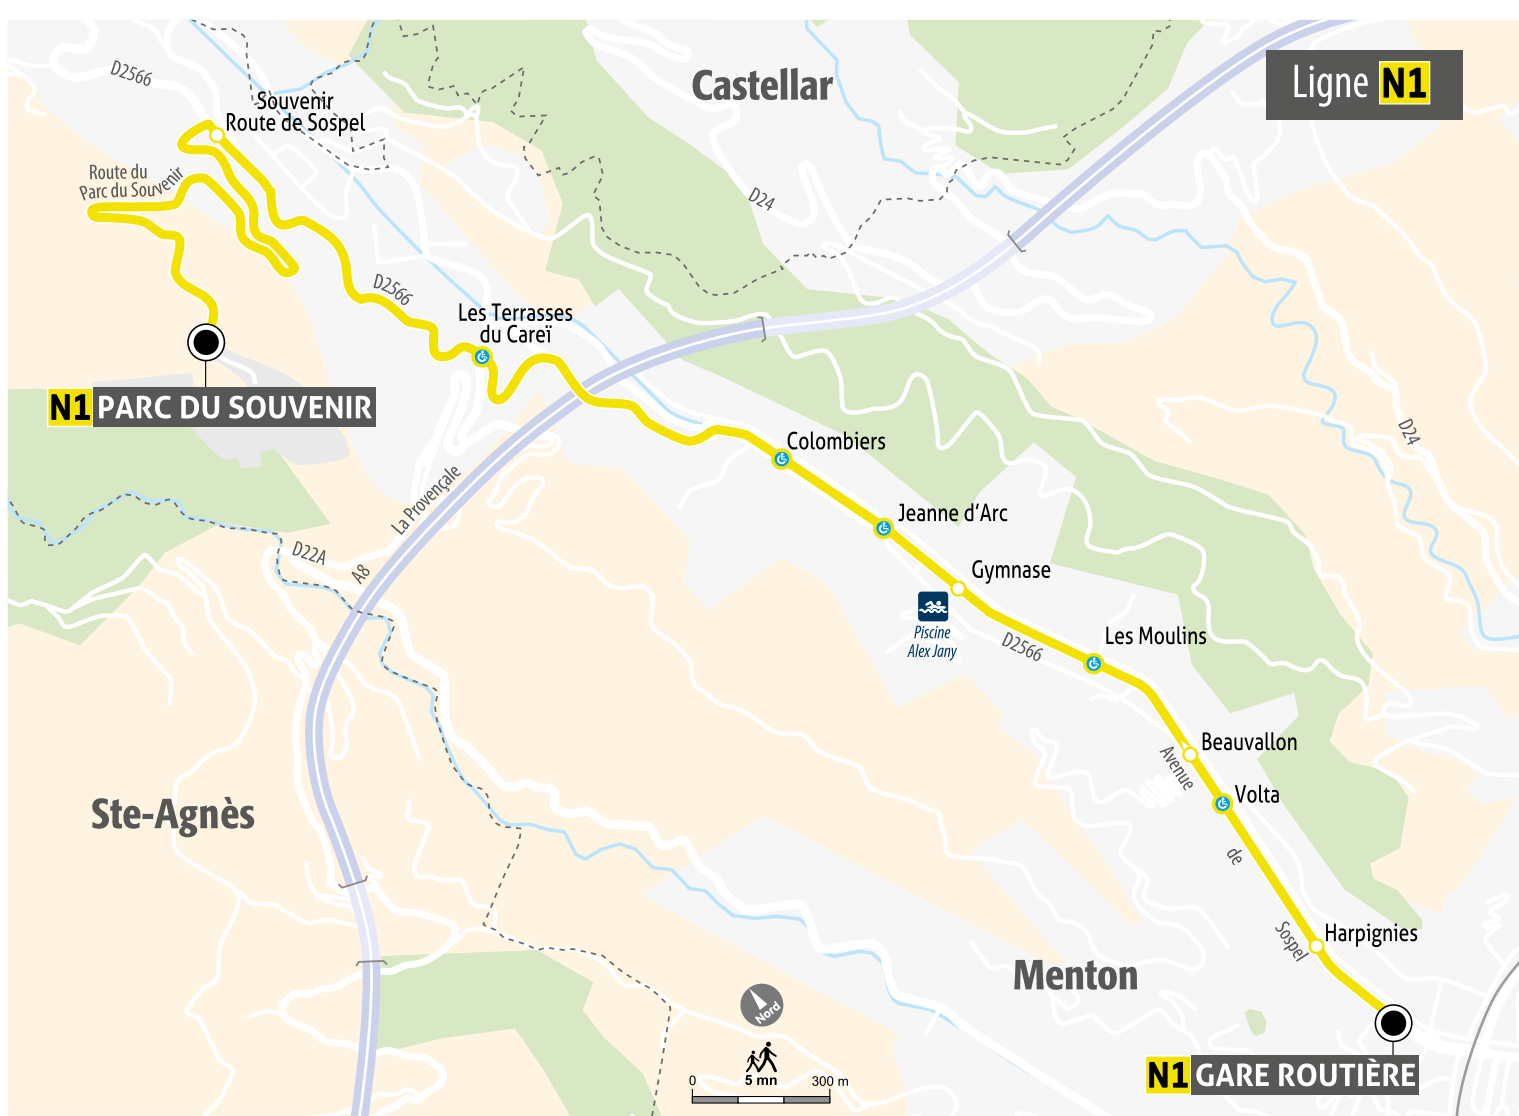 Ligne N1
Castellar
D2566
Souvenir
Route de Sospel
Route du
Parc du Souvenir
D24
D2566
Les Terrasses
du Careï
N1 PARC DU SOUVENIR
Colombiers
D24
La Provençale
Jeanne d'Arc
D22A
A8
Gymnase
Piscine
Alex Jany
D2566
Les Moulins
Beauvallon
Avenue
Volta
Ste-Agnès
de
Harpignies
Sospel
Menton
Nord
N1 GARE ROUTIÈRE
0 5 mn 300 m